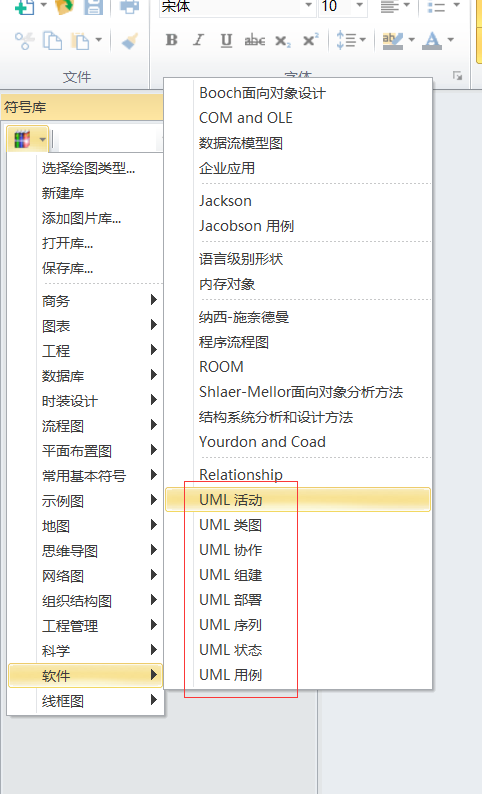 宋体
10
B I U abc x₂ x²
A
文件
字体
符号库
选择绘图类型...
新建库
添加图片库...
打开库...
保存库...
商务
图表
工程
数据库
时装设计
流程图
平面布置图
常用基本符号
示例图
地图
思维导图
网络图
组织结构图
工程管理
科学
软件
线框图
Booch面向对象设计
COM and OLE
数据流模型图
企业应用
Jackson
Jacobson 用例
语言级别形状
内存对象
纳西-施奈德曼
程序流程图
ROOM
Shlaer-Mellor面向对象分析方法
结构系统分析和设计方法
Yourdon and Coad
Relationship
UML 活动
UML 类图
UML 协作
UML 组建
UML 部署
UML 序列
UML 状态
UML 用例